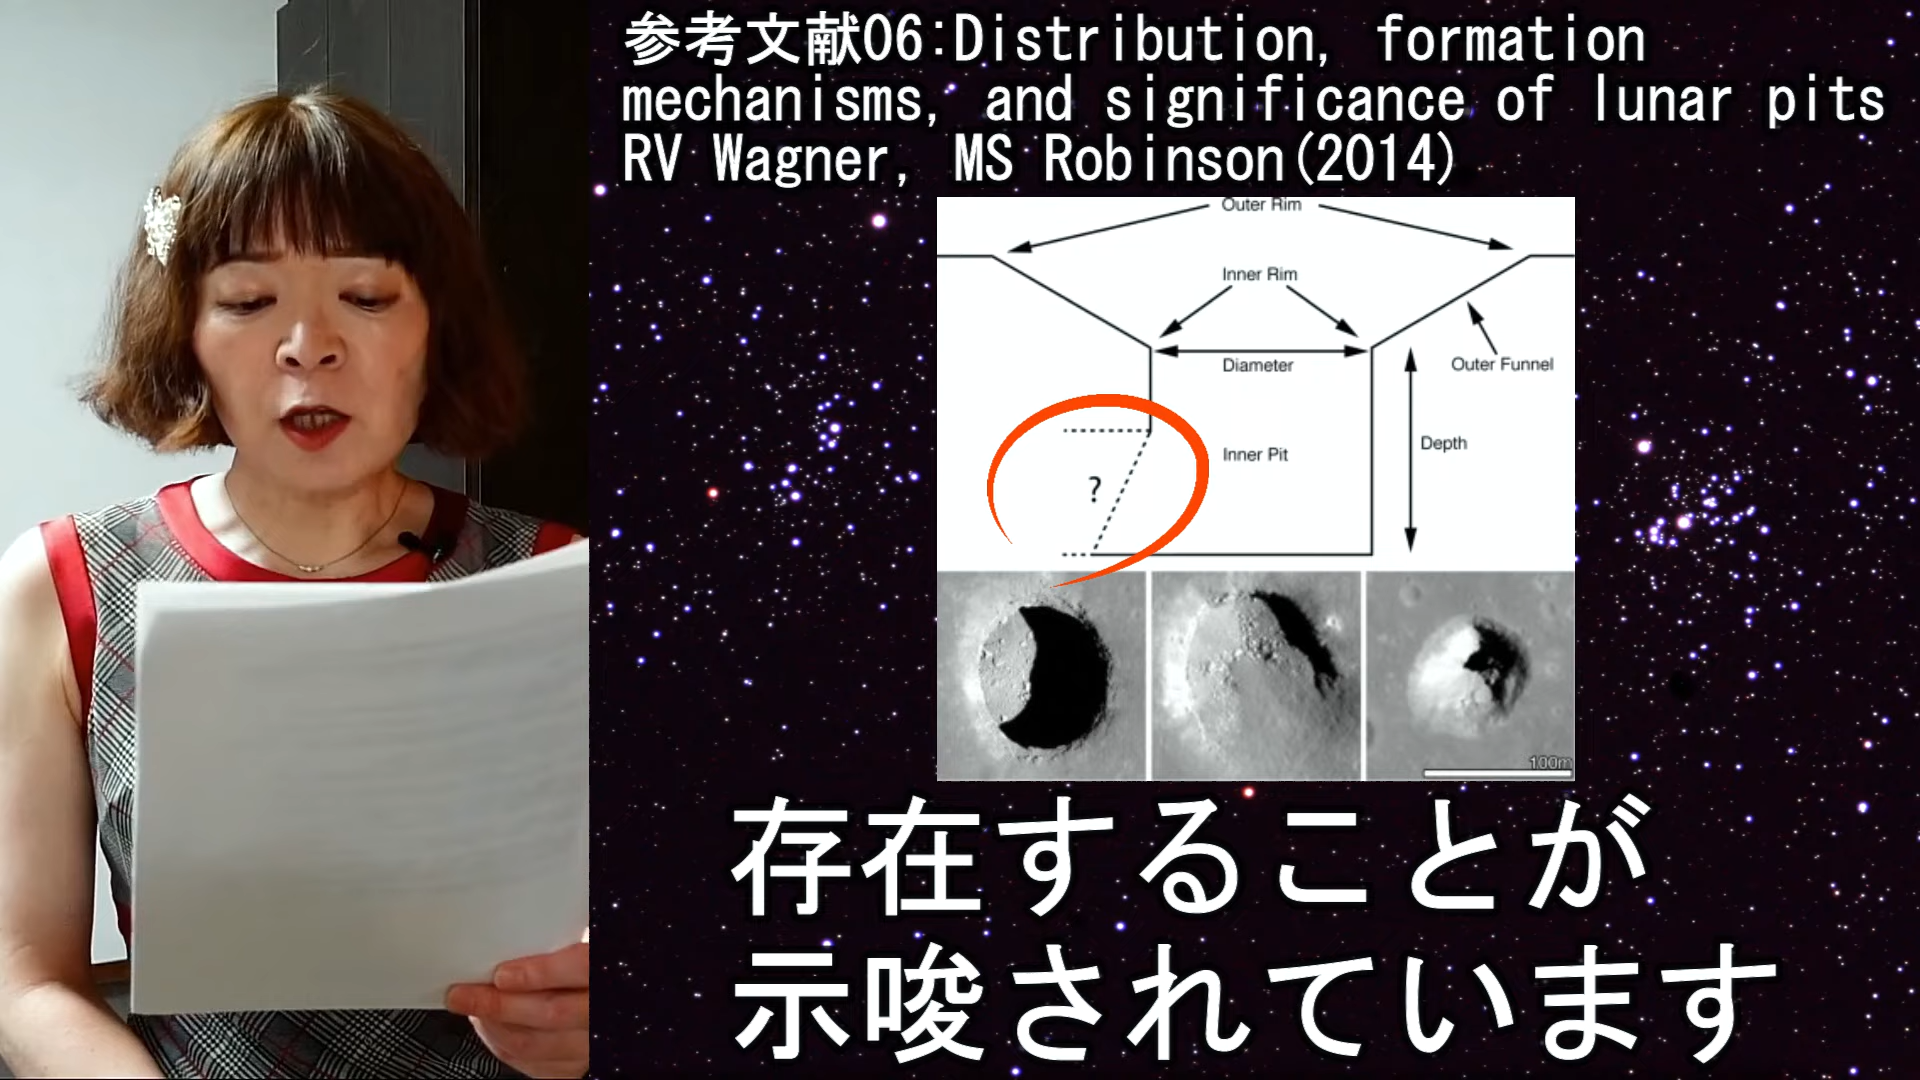 参考文献06:Distribution, formation
mechanisms, and significance of lunar pits
RV Wagner, MS Robinson(2014)
Outer Rim
Inner Rim
Diameter
Outer Funnel
Depth
Inner Pit
?
100m
存在することが
示唆されています